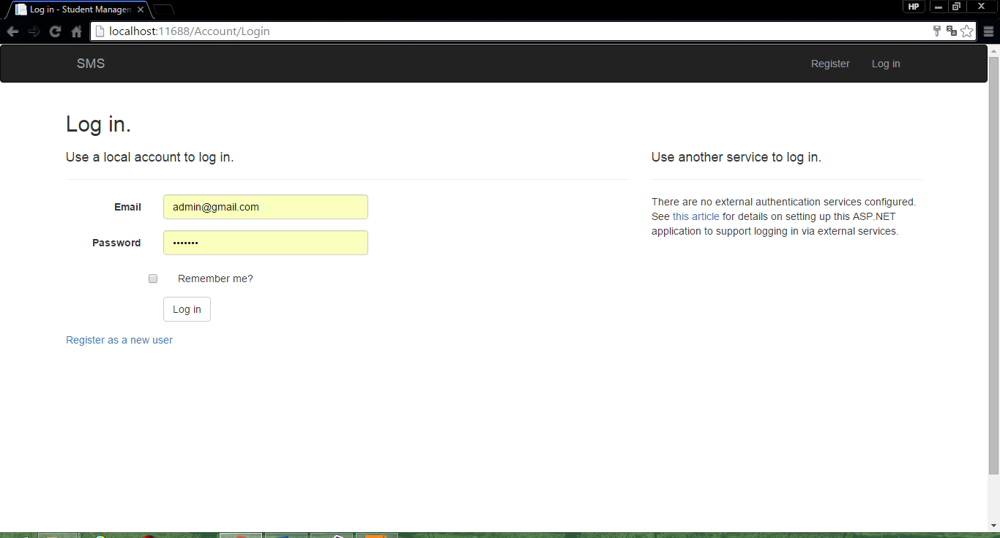 Log in - Student Managem
HP
localhost:11688/Account/Login
SMS
Register
Log in
Log in.
Use a local account to log in.
Email
admin@gmail.com
Password
•••••••
Remember me?
Log in
Register as a new user
Use another service to log in.
There are no external authentication services configured.
See this article for details on setting up this ASP.NET
application to support logging in via external services.